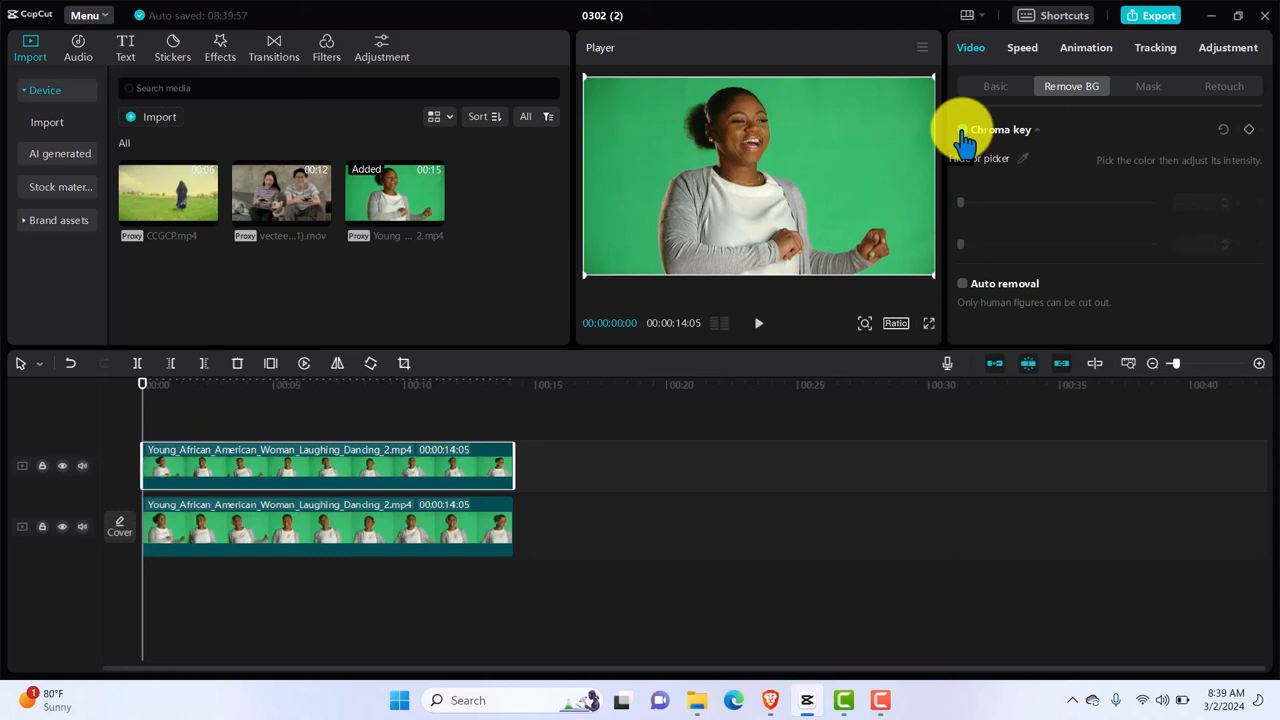 CapCut
Menu
Auto saved: 08:39:57
0302 (2)
Shortcuts
Export
Import
Audio
Text
Stickers
Effects
Transitions
Filters
Adjustment
Player
Video
Speed
Animation
Tracking
Adjustment
Device
Import
AI generated
Stock mater...
Brand assets
Search media
Import
Sort
All
All
00:06
00:12
Added
00:15
Proxy
CCGCP.mp4
Proxy
vectee...1).mov
Proxy
Young ... 2.mp4
00:00:00:00
00:00:14:05
Ratio
Basic
Remove BG
Mask
Retouch
Chroma key
or picker
Pick the color then adjust its intensity.
Auto removal
Only human figures can be cut out.
00:00
00:05
00:10
00:15
00:20
00:25
00:30
00:35
00:40
Young_African_American_Woman_Laughing_Dancing_2.mp4 00:00:14:05
Young_African_American_Woman_Laughing_Dancing_2.mp4 00:00:14:05
Cover
1
80°F
Sunny
Search
8:39 AM
3/2/2024